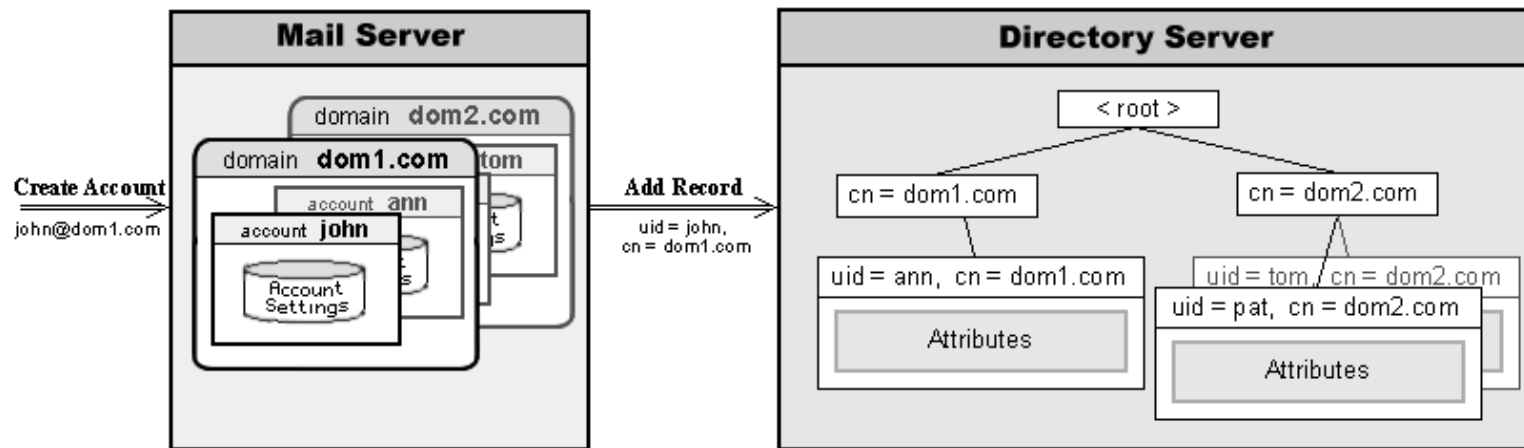 Mail Server
Directory Server
domain dom2.com
tom
domain dom1.com
account ann
account john
Account
Settings
Create Account
john@dom1.com
Add Record
uid = john,
cn = dom1.com
< root >
cn = dom1.com
cn = dom2.com
uid = ann, cn = dom1.com
Attributes
uid = tom, cn = dom2.com
uid = pat, cn = dom2.com
Attributes